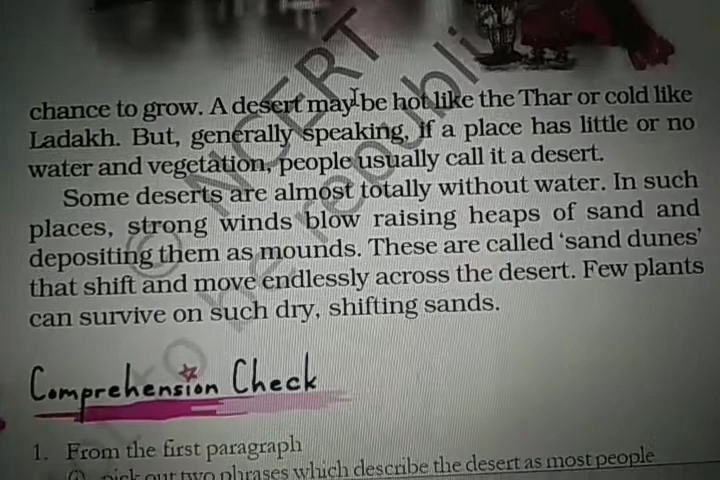 chance to grow. A desert may be hot like the Thar or cold like
Ladakh. But, generally speaking, if a place has little or no
water and vegetation, people usually call it a desert.
Some deserts are almost totally without water. In such
places, strong winds blow raising heaps of sand and
depositing them as mounds. These are called ‘sand dunes’
that shift and move endlessly across the desert. Few plants
can survive on such dry, shifting sands.
Comprehension Check
1. From the first paragraph
(i) pick out two phrases which describe the desert as most people
© NCERT
to be republi